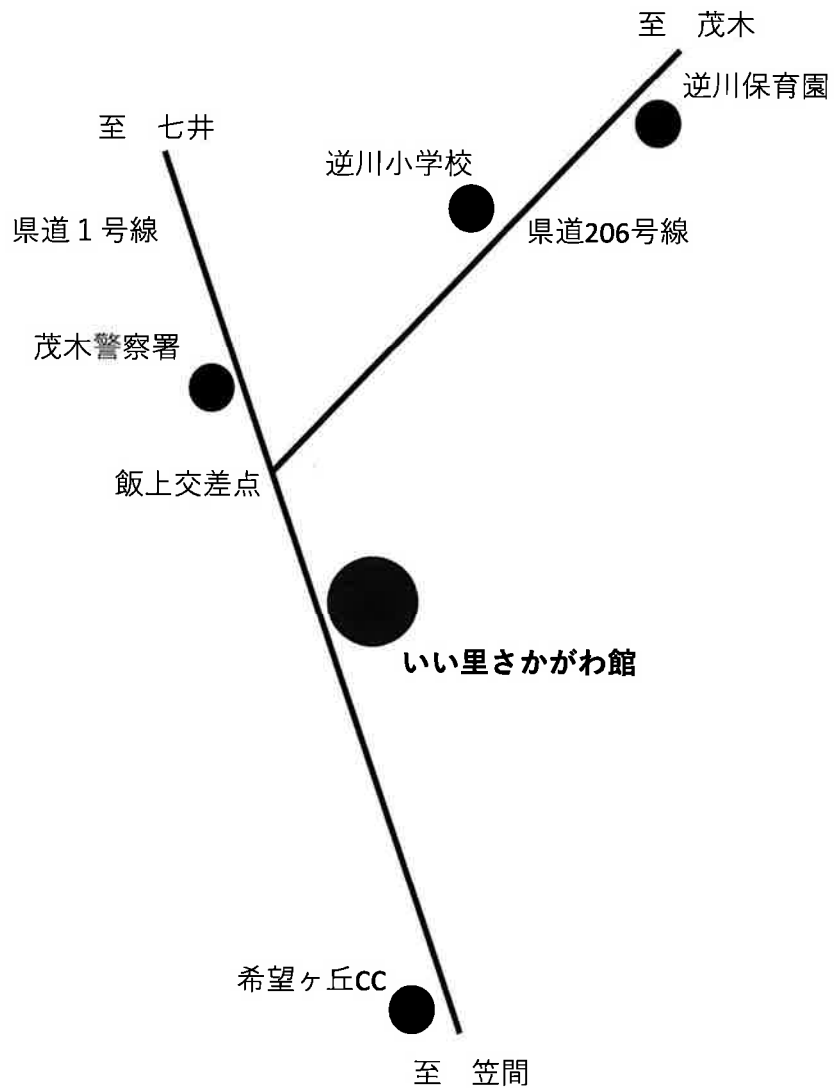 至　茂木
逆川保育園
至　七井
逆川小学校
県道１号線
県道206号線
茂木警察署
飯上交差点
いい里さかがわ館
希望ヶ丘CC
至　笠間